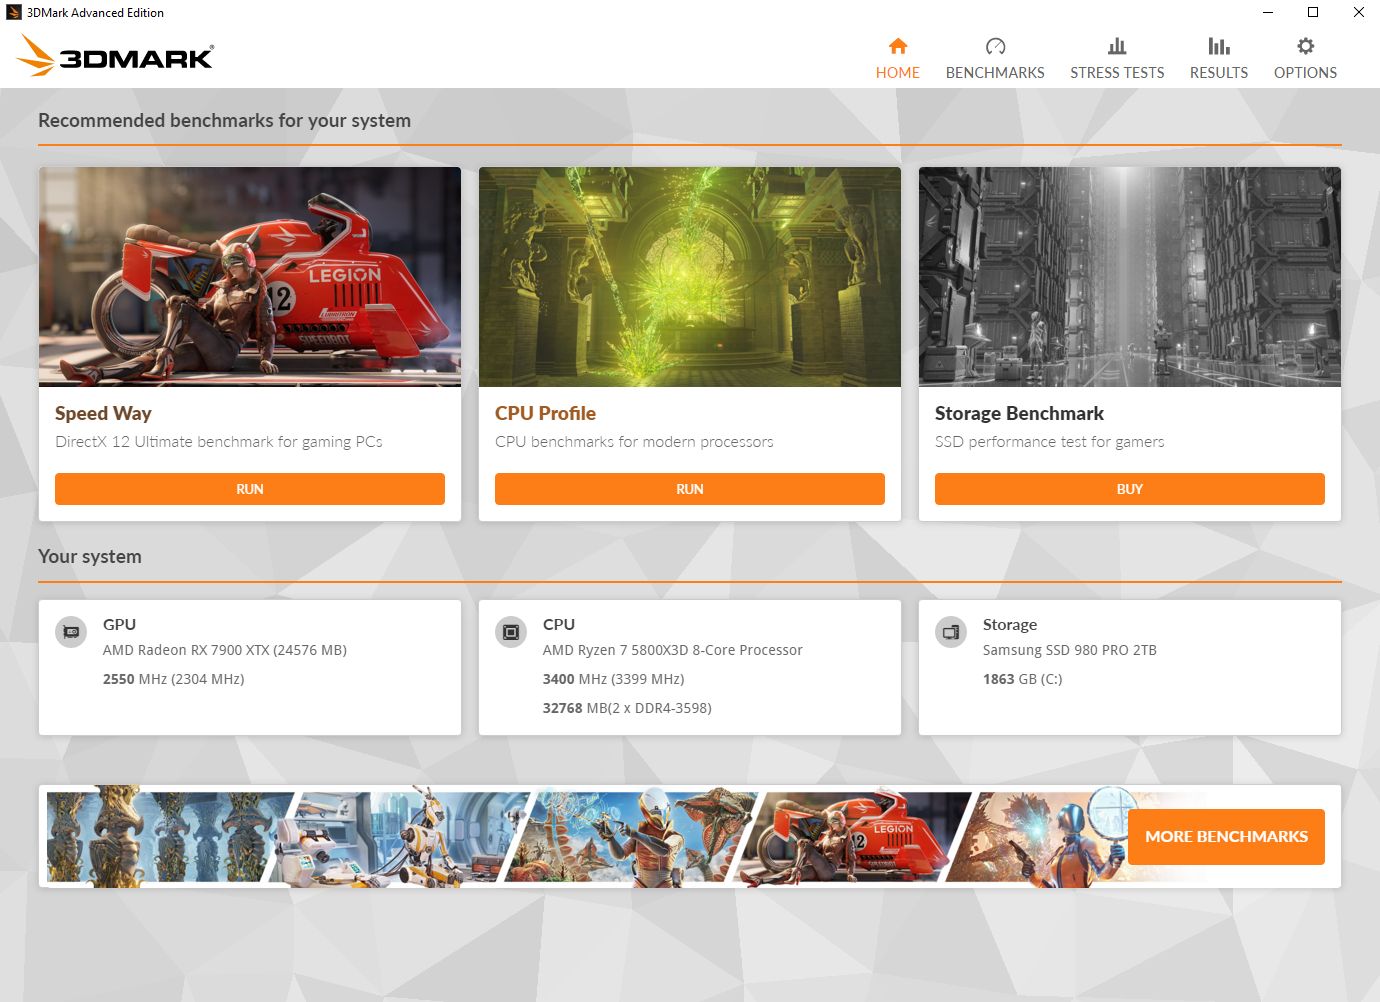 3DMark Advanced Edition
3DMARK®
HOME
BENCHMARKS
STRESS TESTS
RESULTS
OPTIONS
Recommended benchmarks for your system
LEGION
12
SPEEDBOT
Speed Way
DirectX 12 Ultimate benchmark for gaming PCs
RUN
CPU Profile
CPU benchmarks for modern processors
RUN
Storage Benchmark
SSD performance test for gamers
BUY
Your system
GPU
AMD Radeon RX 7900 XTX (24576 MB)
2550 MHz (2304 MHz)
CPU
AMD Ryzen 7 5800X3D 8-Core Processor
3400 MHz (3399 MHz)
32768 MB(2 x DDR4-3598)
Storage
Samsung SSD 980 PRO 2TB
1863 GB (C:)
LEGION
12
MORE BENCHMARKS